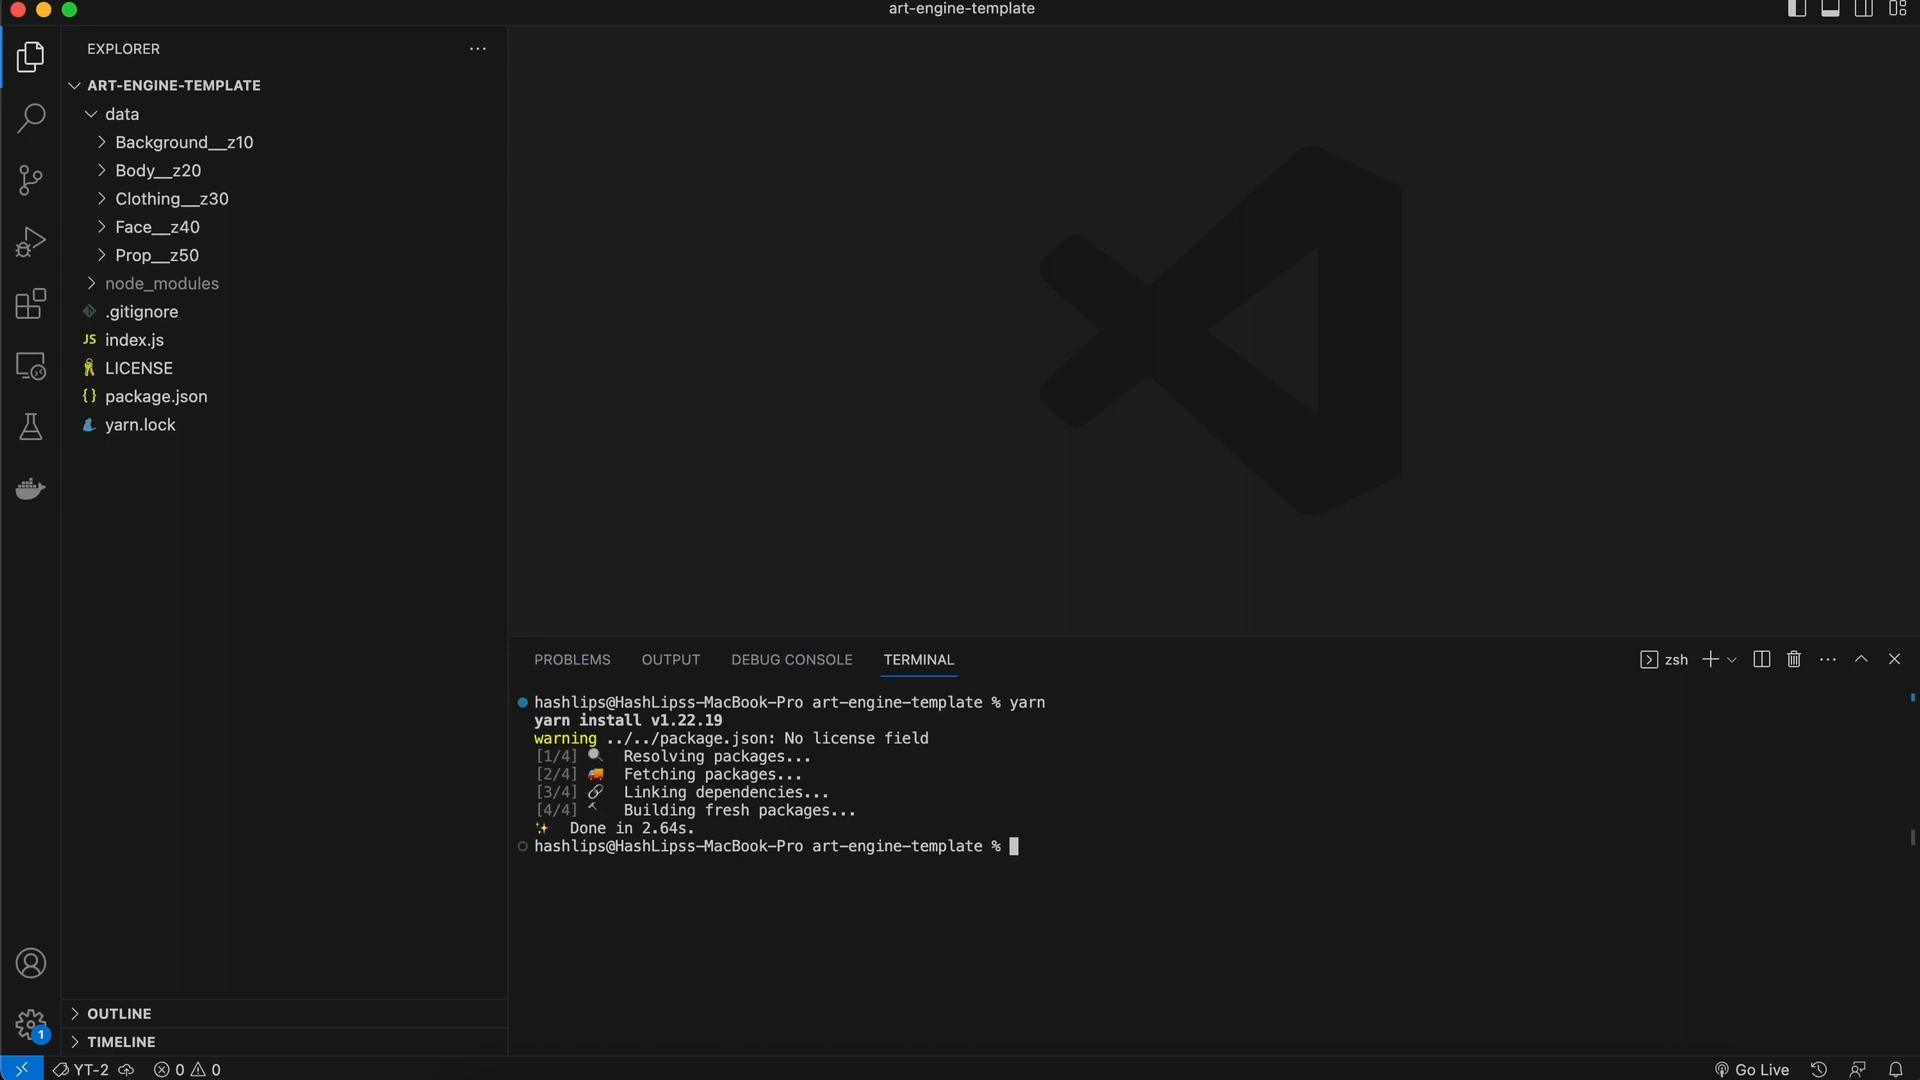 art-engine-template
EXPLORER
ART-ENGINE-TEMPLATE
data
Background__z10
Body__z20
Clothing__z30
Face__z40
Prop__z50
node_modules
.gitignore
JS index.js
LICENSE
{} package.json
yarn.lock
OUTLINE
TIMELINE
PROBLEMS OUTPUT DEBUG CONSOLE TERMINAL
zsh
hashlips@HashLipss-MacBook-Pro art-engine-template % yarn
yarn install v1.22.19
warning ../../package.json: No license field
[1/4] 🔍 Resolving packages...
[2/4] 🚚 Fetching packages...
[3/4] 🔗 Linking dependencies...
[4/4] 🔨 Building fresh packages...
✨ Done in 2.64s.
hashlips@HashLipss-MacBook-Pro art-engine-template %
1
YT-2 0 0
Go Live